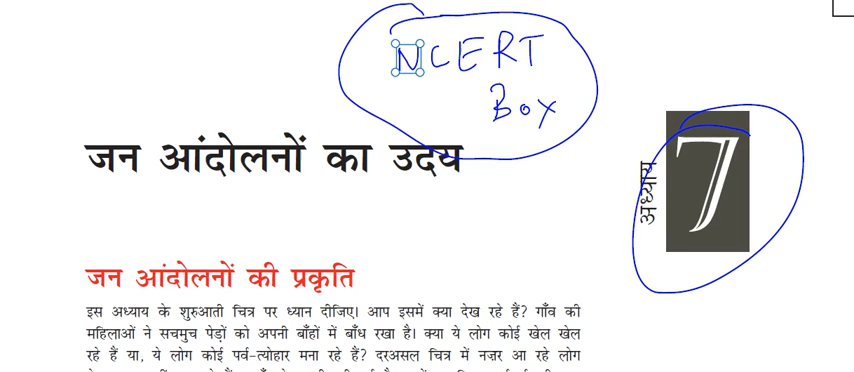 NCERT
Box
जन आंदोलनों का उदय
अध्याय
7
जन आंदोलनों की प्रकृति
इस अध्याय के शुरुआती चित्र पर ध्यान दीजिए। आप इसमें क्या देख रहे हैं? गाँव की
महिलाओं ने सचमुच पेड़ों को अपनी बाँहों में बाँध रखा है। क्या ये लोग कोई खेल खेल
रहे हैं या, ये लोग कोई पर्व-त्योहार मना रहे हैं? दरअसल चित्र में नज़र आ रहे लोग